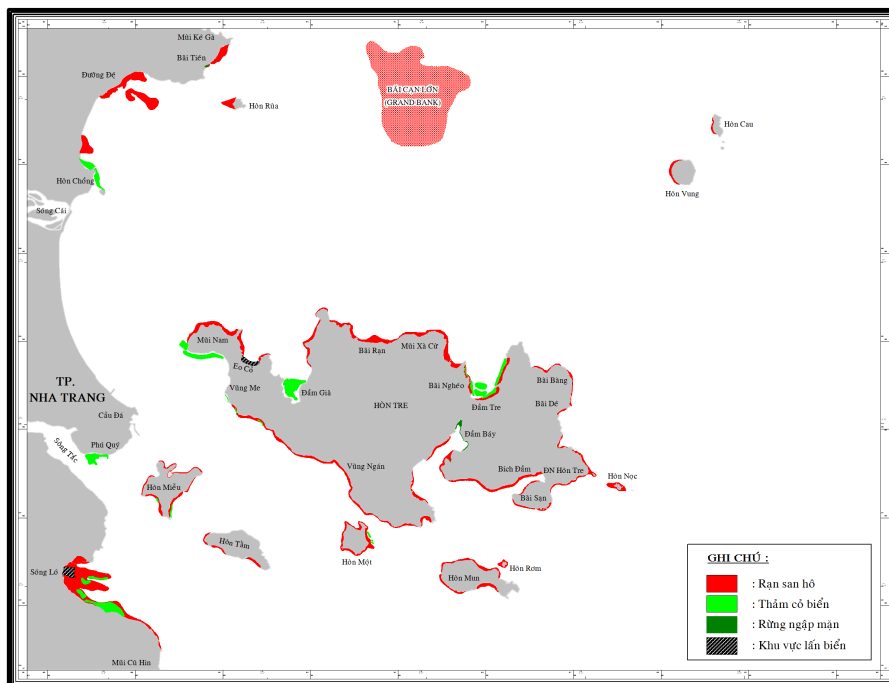 Mũi Kê Gà
Bãi Tiên
Đường Đệ
Hòn Rùa
BÃI CẠN LỚN
(GRAND BANK)
Hòn Cau
Hòn Chồng
Hòn Vung
Sông Cái
Mũi Nam
Bãi Rạn
Mũi Xà Cừ
Eo Cỏ
Vũng Me
Đầm Già
Bãi Nghéo
Bãi Bàng
TP.
NHA TRANG
HÒN TRE
Đầm Tre
Bãi Dê
Cầu Đá
Đầm Bấy
Phú Quý
Sông Tắc
Vũng Ngán
Bích Đầm
ĐN Hòn Tre
Hòn Nọc
Hòn Miễu
Bãi Sạn
Hòn Tằm
Hòn Một
Hòn Rơm
Sông Lô
Hòn Mun
Mũi Cù Hin
GHI CHÚ :
: Rạn san hô
: Thảm cỏ biển
: Rừng ngập mặn
: Khu vực lấn biển